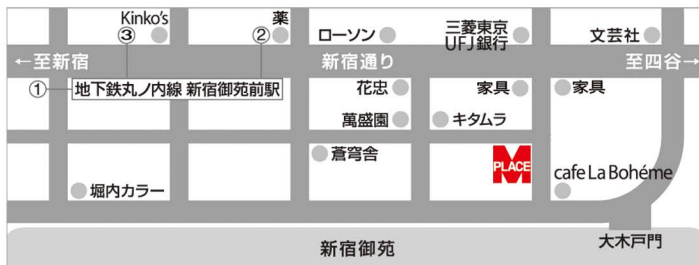 Kinko's
③
薬
②
ローソン
三菱東京
UFJ銀行
文芸社
←至新宿
新宿通り
至四谷→
①
地下鉄丸ノ内線 新宿御苑前駅
花忠
家具
家具
萬盛園
キタムラ
蒼穹舎
M
PLACE
cafe La Bohéme
堀内カラー
大木戸門
新宿御苑